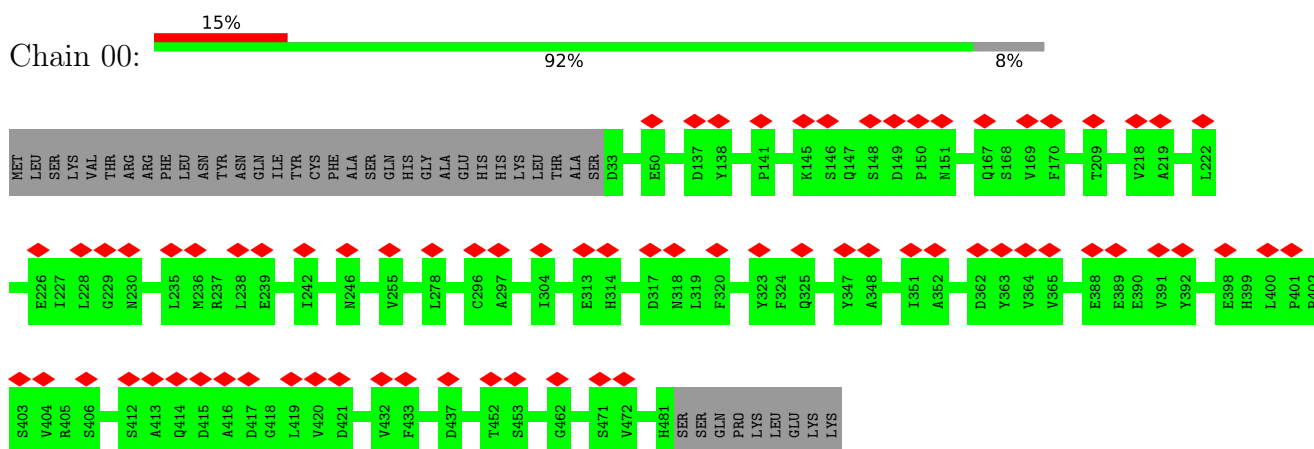 15%
Chain 00:
92% 8%
MET LEU SER LYS VAL THR ARG ARG PHE LEU ASN TYR ASN GLN ILE TYR CYS PHE ALA SER GLN HIS GLY ALA GLU HIS HIS LYS LEU THR ALA SER D33 E50 D137 Y138 P141 K145 S146 Q147 S148 D149 P150 N151 Q167 S168 V169 F170 T209 V218 A219 L222
E226 I227 L228 G229 N230 L235 M236 R237 L238 E239 I242 N246 V255 L278 C296 A297 I304 E313 H314 D317 N318 L319 F320 Y323 F324 Q325 Y347 A348 I351 A352 D362 Y363 V364 V365 E388 E389 E390 V391 Y392 E398 H399 L400 P401 P402
S403 V404 R405 S406 S412 A413 Q414 D415 A416 D417 G418 L419 V420 D421 V432 F433 D437 T452 S453 G462 S471 V472 H481 SER SER GLN PRO LYS LEU GLU LYS LYS